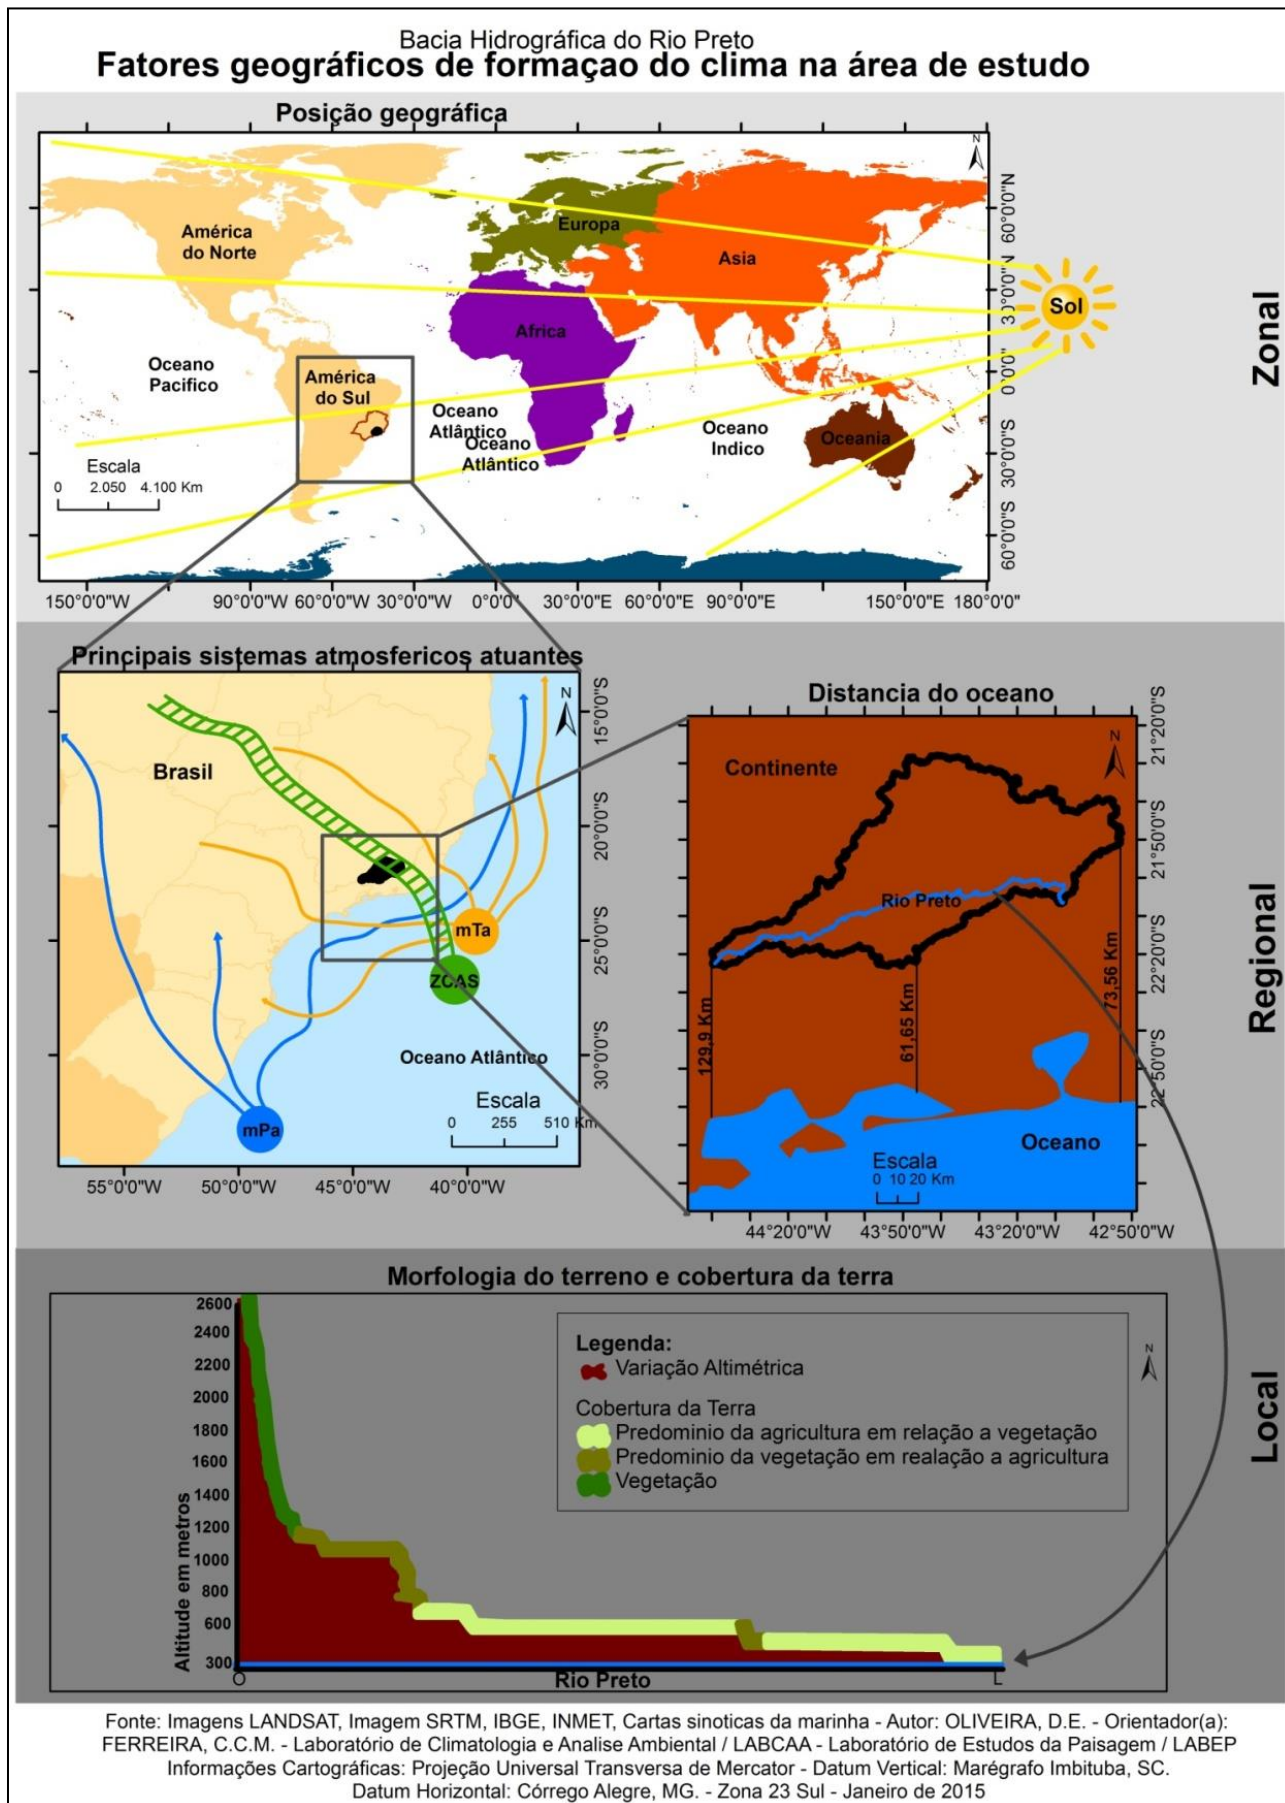 Bacia Hidrográfica do Rio Preto
Fatores geográficos de formaçao do clima na área de estudo
Posição geográfica
N
América do Norte
Europa
Asia
Africa
Sol
Oceano Pacifico
América do Sul
Oceano Atlântico
Oceano Atlântico
Oceano Indico
Oceania
Escala
0 2.050 4.100 Km
60°0'0"N
30°0'0"N
0°0'0"
30°0'0"S
60°0'0"S
150°0'0"W 90°0'0"W 60°0'0"W 30°0'0"W 0°0'0" 30°0'0"E 60°0'0"E 90°0'0"E 150°0'0"E 180°0'0"
Zonal
Principais sistemas atmosfericos atuantes
N
Brasil
mTa
ZCAS
mPa
Oceano Atlântico
Escala
0 255 510 Km
15°0'0"S
20°0'0"S
25°0'0"S
30°0'0"S
55°0'0"W 50°0'0"W 45°0'0"W 40°0'0"W
Distancia do oceano
N
Continente
Rio Preto
129,9 Km
61,65 Km
73,56 Km
Oceano
Escala
0 10 20 Km
21°20'0"S
21°50'0"S
22°20'0"S
22°50'0"S
44°20'0"W 43°50'0"W 43°20'0"W 42°50'0"W
Regional
Morfologia do terreno e cobertura da terra
2600
2400
2200
2000
1800
1600
1400
1200
1000
800
600
300
Altitude em metros
O
Rio Preto
L
N
Legenda:
Variação Altimétrica
Cobertura da Terra
Predominio da agricultura em relação a vegetação
Predominio da vegetação em realação a agricultura
Vegetação
Local
Fonte: Imagens LANDSAT, Imagem SRTM, IBGE, INMET, Cartas sinoticas da marinha - Autor: OLIVEIRA, D.E. - Orientador(a):
FERREIRA, C.C.M. - Laboratório de Climatologia e Analise Ambiental / LABCAA - Laboratório de Estudos da Paisagem / LABEP
Informações Cartográficas: Projeção Universal Transversa de Mercator - Datum Vertical: Marégrafo Imbituba, SC.
Datum Horizontal: Córrego Alegre, MG. - Zona 23 Sul - Janeiro de 2015